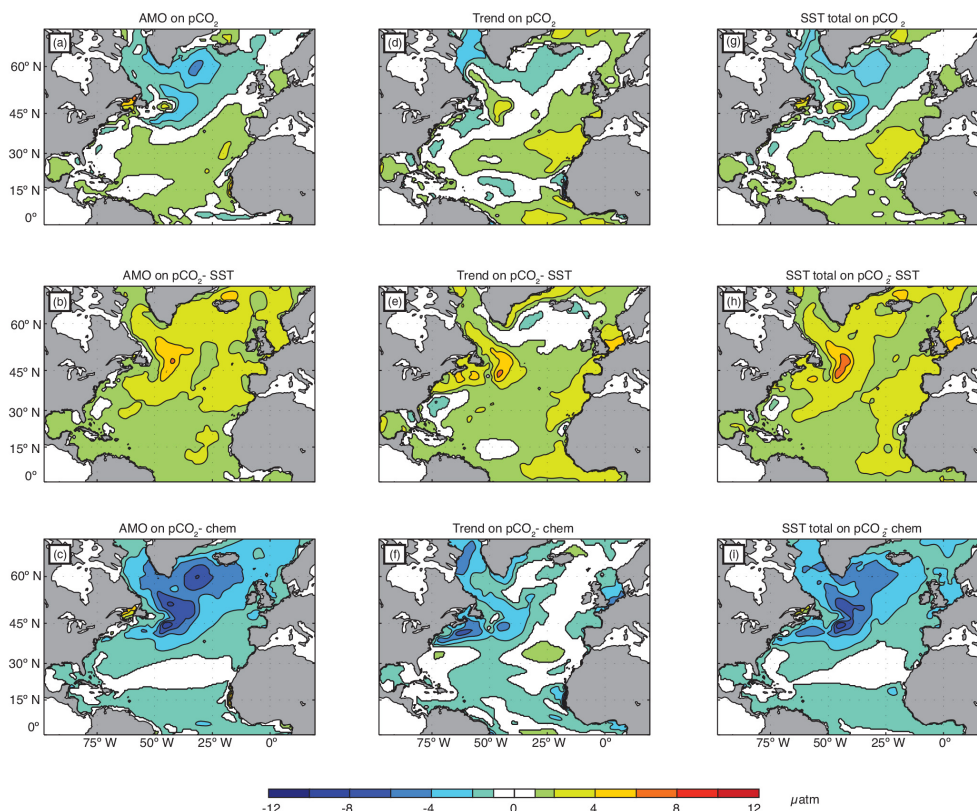 AMO on pCO₂
Trend on pCO₂
SST total on pCO₂
(a)
(d)
(g)
60° N
45° N
30° N
15° N
0°
AMO on pCO₂- SST
Trend on pCO₂- SST
SST total on pCO₂- SST
(b)
(e)
(h)
60° N
45° N
30° N
15° N
0°
AMO on pCO₂- chem
Trend on pCO₂- chem
SST total on pCO₂- chem
(c)
(f)
(i)
60° N
45° N
30° N
15° N
0°
75° W 50° W 25° W 0°
75° W 50° W 25° W 0°
75° W 50° W 25° W 0°
-12 -8 -4 0 4 8 12
µatm